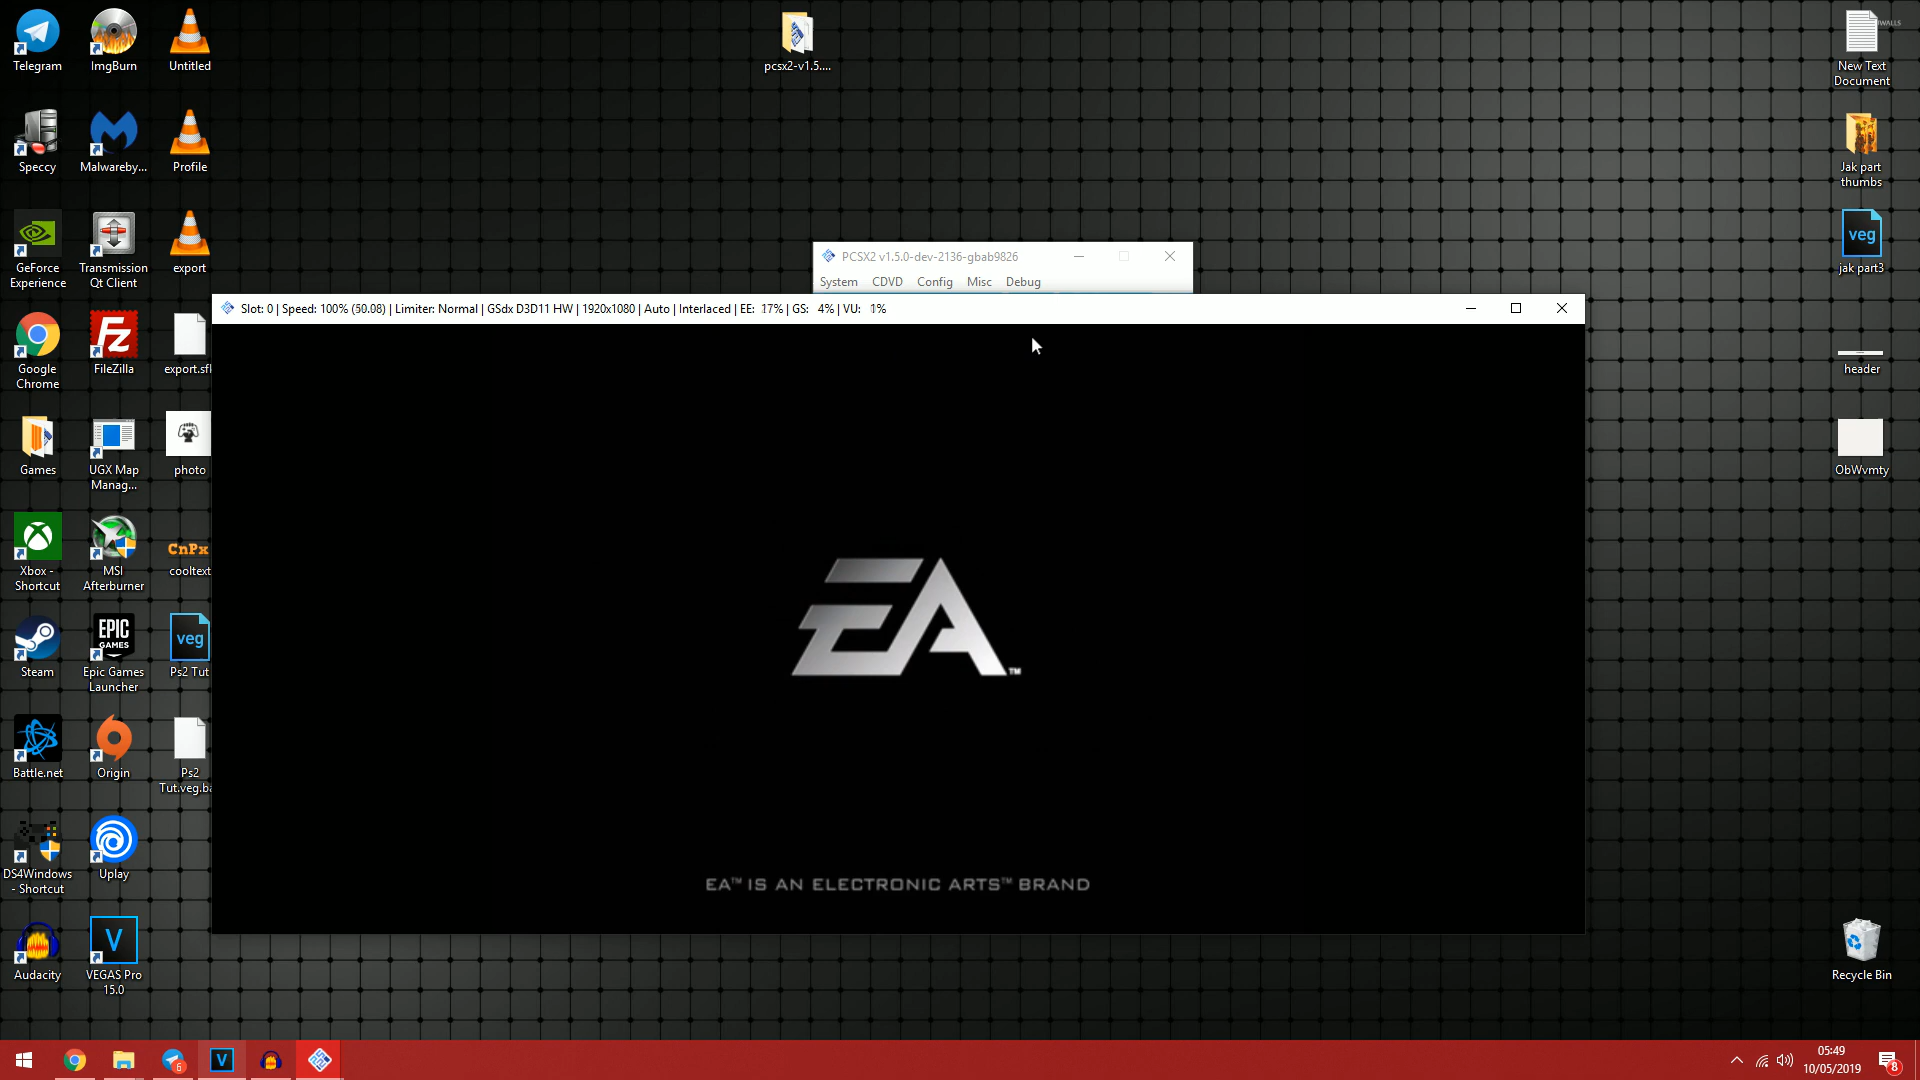 Telegram
ImgBurn
Untitled
pcsx2-v1.5....
New Text
Document
Speccy
Malwareby...
Profile
Jak part
thumbs
GeForce
Experience
Transmission
Qt Client
export
veg
jak part3
PCSX2 v1.5.0-dev-2136-gbab9826
System CDVD Config Misc Debug
Slot: 0 | Speed: 100% (50.08) | Limiter: Normal | GSdx D3D11 HW | 1920x1080 | Auto | Interlaced | EE: 17% | GS: 4% | VU: 1%
Google
Chrome
Fz
FileZilla
export.sfl
header
Games
UGX Map
Manag...
photo
ObWvmty
Xbox -
Shortcut
MSI
Afterburner
CnPx
cooltext
EA™
Steam
EPIC
GAMES
Epic Games
Launcher
veg
Ps2 Tut
Battle.net
Origin
Ps2
Tut.veg.ba
DS4Windows
- Shortcut
Uplay
EA™ IS AN ELECTRONIC ARTS™ BRAND
Audacity
V
VEGAS Pro
15.0
Recycle Bin
6
V
05:49
10/05/2019
8